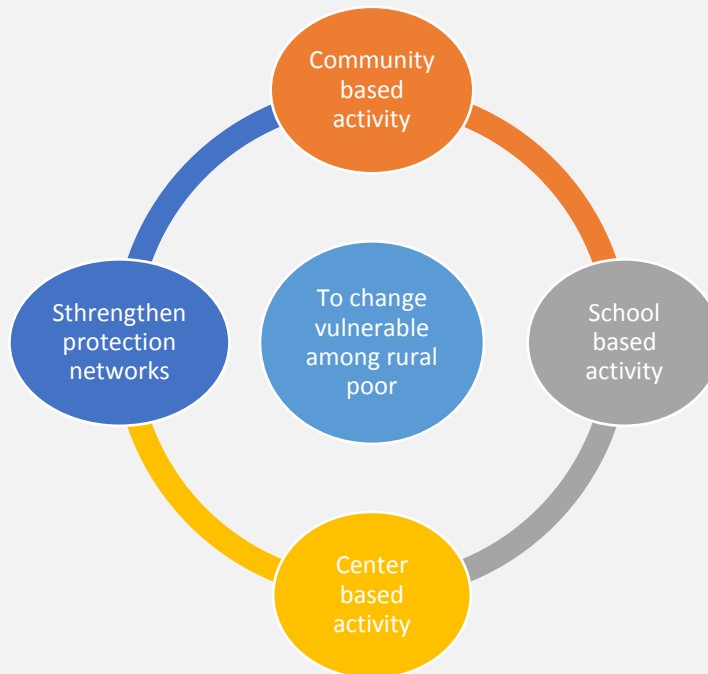 Community
based
activity
Sthrengthen
protection
networks
To change
vulnerable
among rural
poor
School
based
activity
Center
based
activity